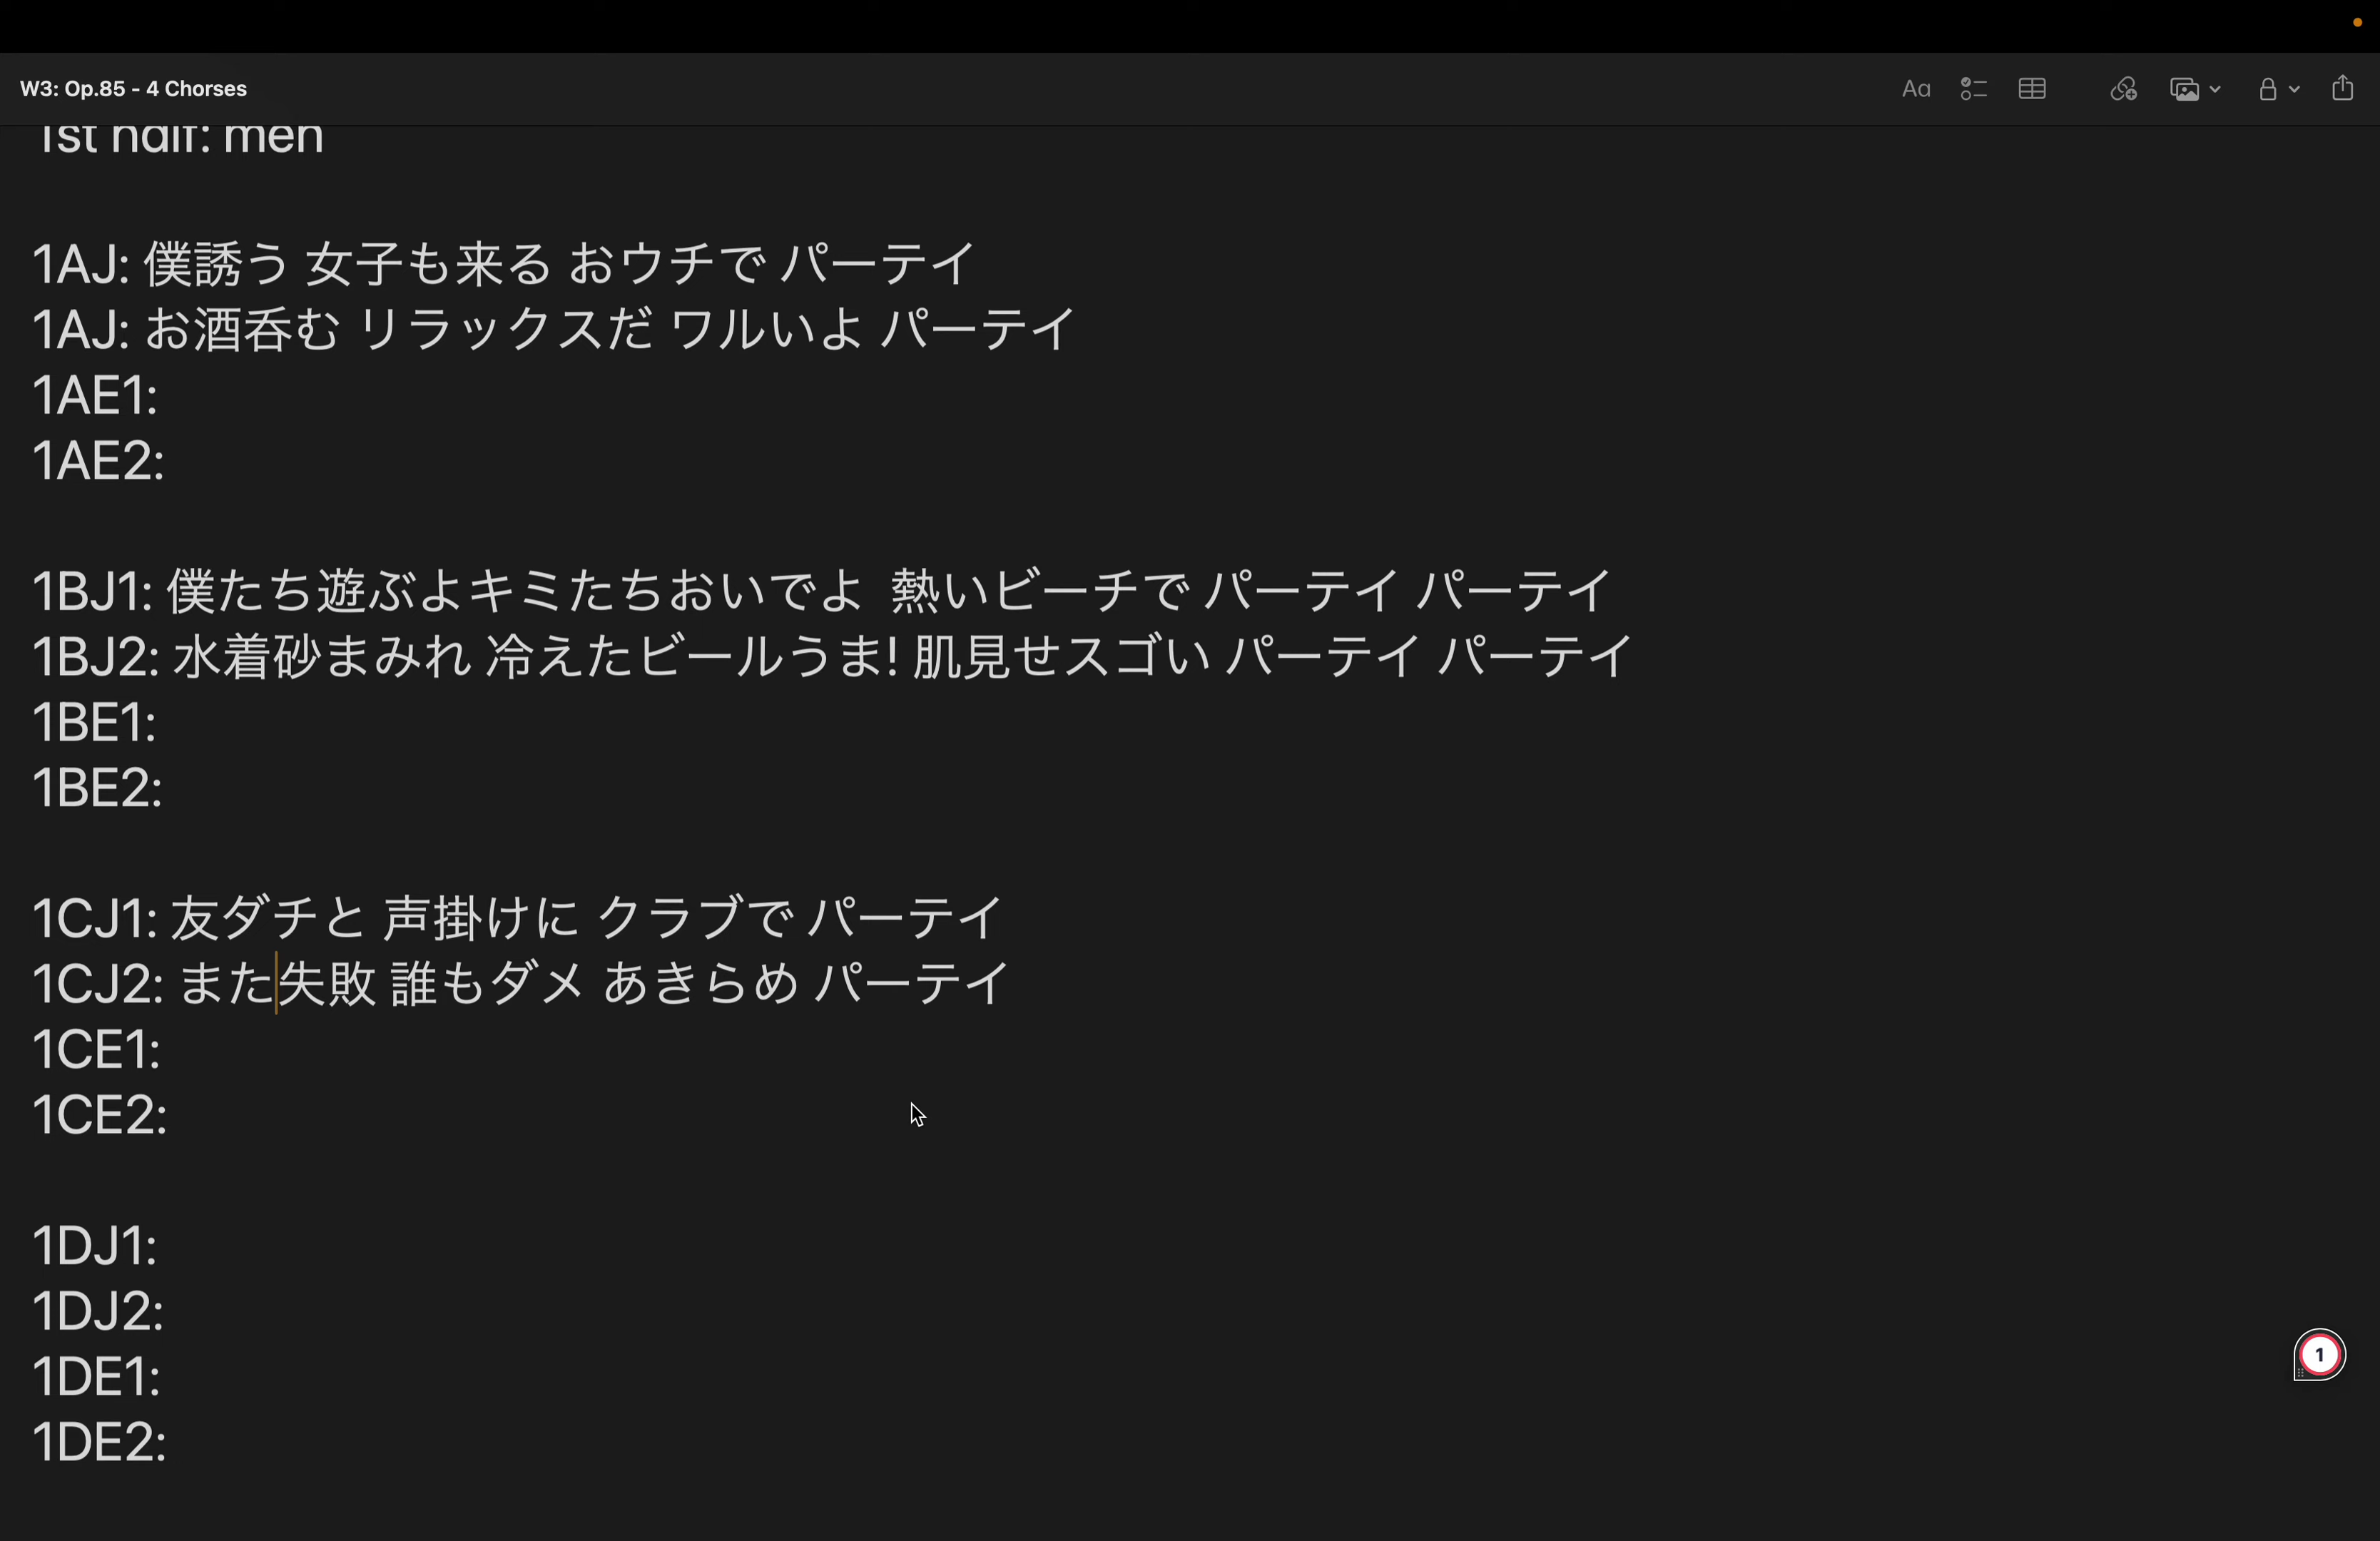 W3: Op.85 - 4 Chorses
Aa
1st half: men
1AJ: 僕誘う 女子も来る おウチで パーテイ
1AJ: お酒呑む リラックスだ ワルいよ パーテイ
1AE1:
1AE2:
1BJ1: 僕たち遊ぶよキミたちおいでよ 熱いビーチで パーテイ パーテイ
1BJ2: 水着砂まみれ 冷えたビールうま! 肌見せスゴい パーテイ パーテイ
1BE1:
1BE2:
1CJ1: 友ダチと 声掛けに クラブで パーテイ
1CJ2: また失敗 誰もダメ あきらめ パーテイ
1CE1:
1CE2:
1DJ1:
1DJ2:
1DE1:
1DE2:
1